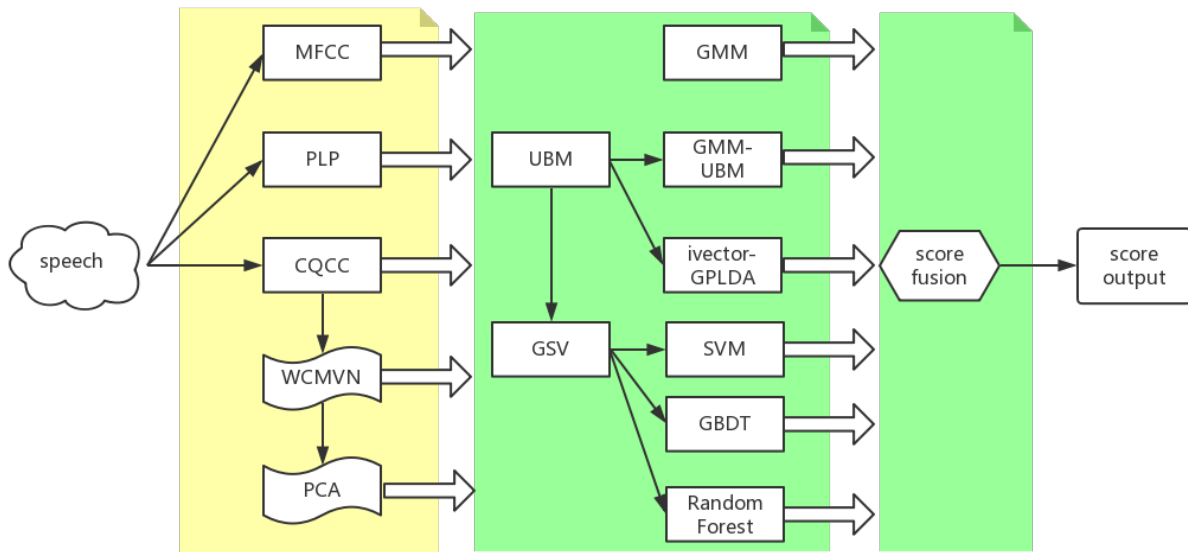 speech
MFCC
PLP
CQCC
WCMVN
PCA
UBM
GSV
GMM
GMM-
UBM
ivector-
GPLDA
SVM
GBDT
Random
Forest
score
fusion
score
output